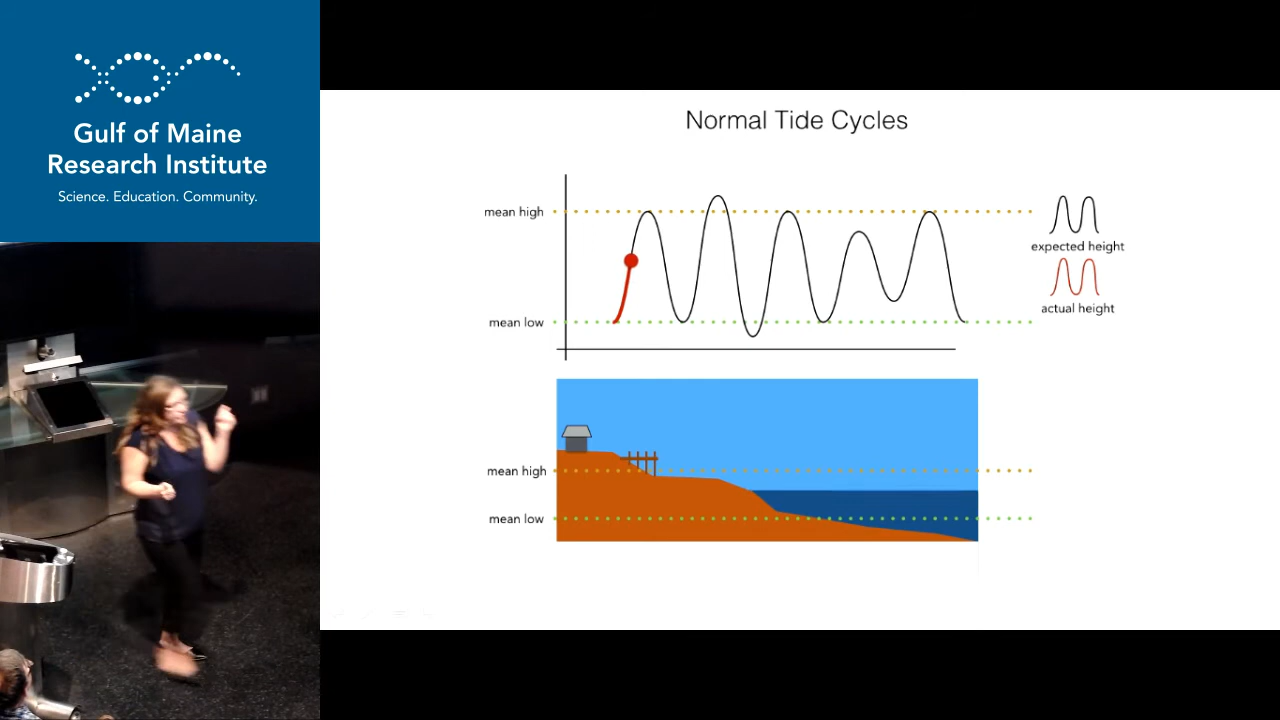 Gulf of Maine
Research Institute
Science. Education. Community.
Normal Tide Cycles
mean high
mean low
expected height
actual height
mean high
mean low